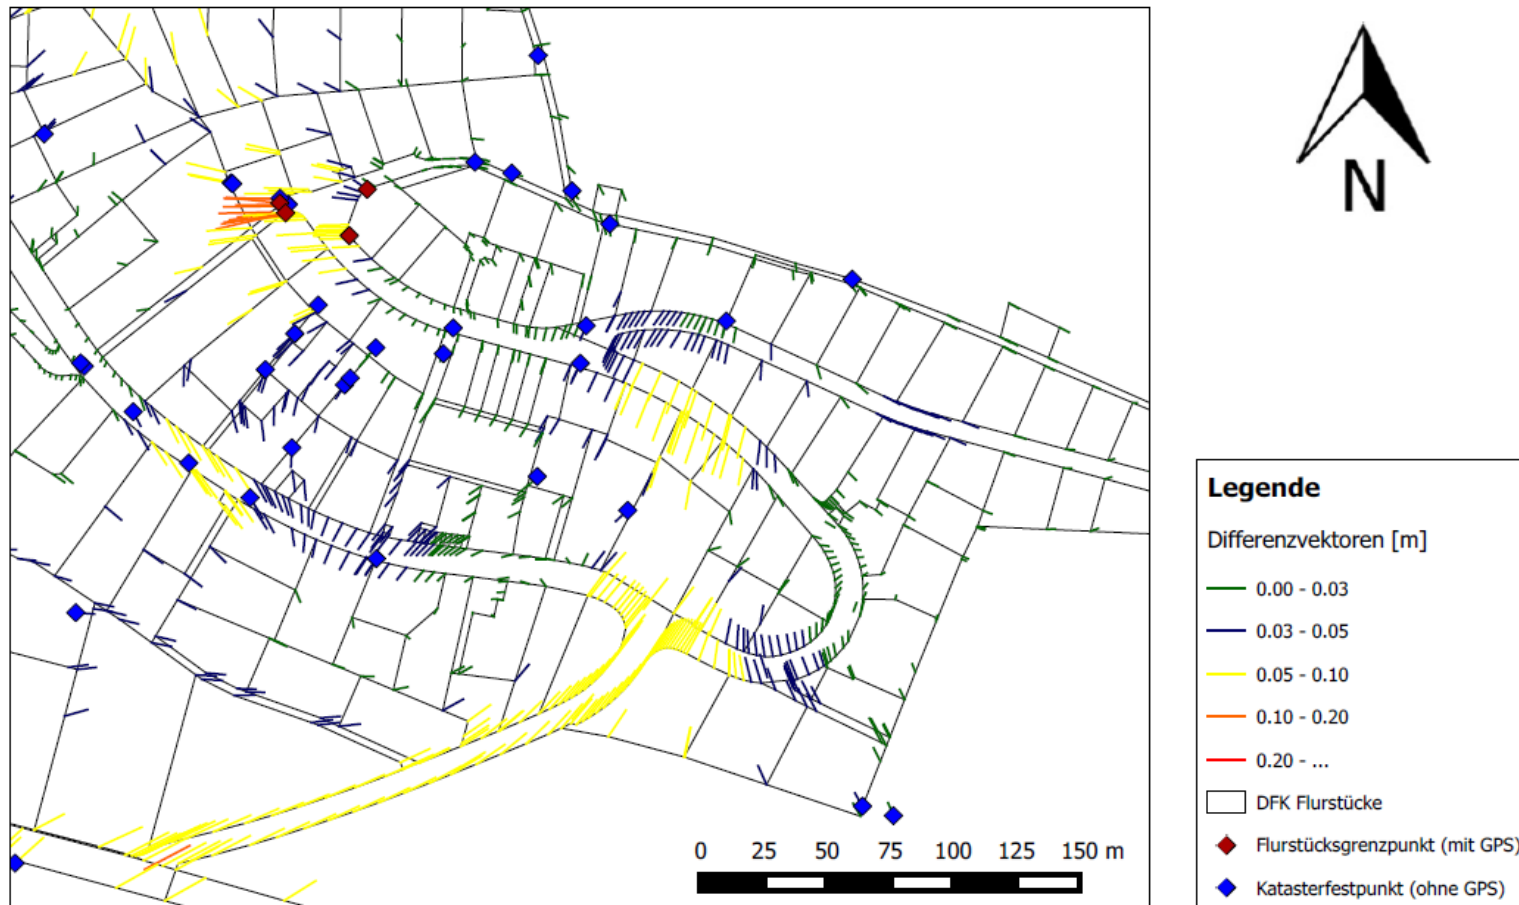 N
Legende
Differenzvektoren [m]
0.00 - 0.03
0.03 - 0.05
0.05 - 0.10
0.10 - 0.20
0.20 - ...
DFK Flurstücke
Flurstücksgrenzpunkt (mit GPS)
Katasterfestpunkt (ohne GPS)
0 25 50 75 100 125 150 m